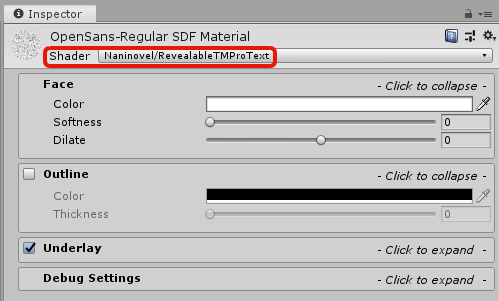 Inspector
OpenSans-Regular SDF Material
Shader Naninovel/RevealableTMProText
Face - Click to collapse -
Color
Softness 0
Dilate 0
Outline - Click to collapse -
Color
Thickness 0
Underlay - Click to expand -
Debug Settings - Click to expand -